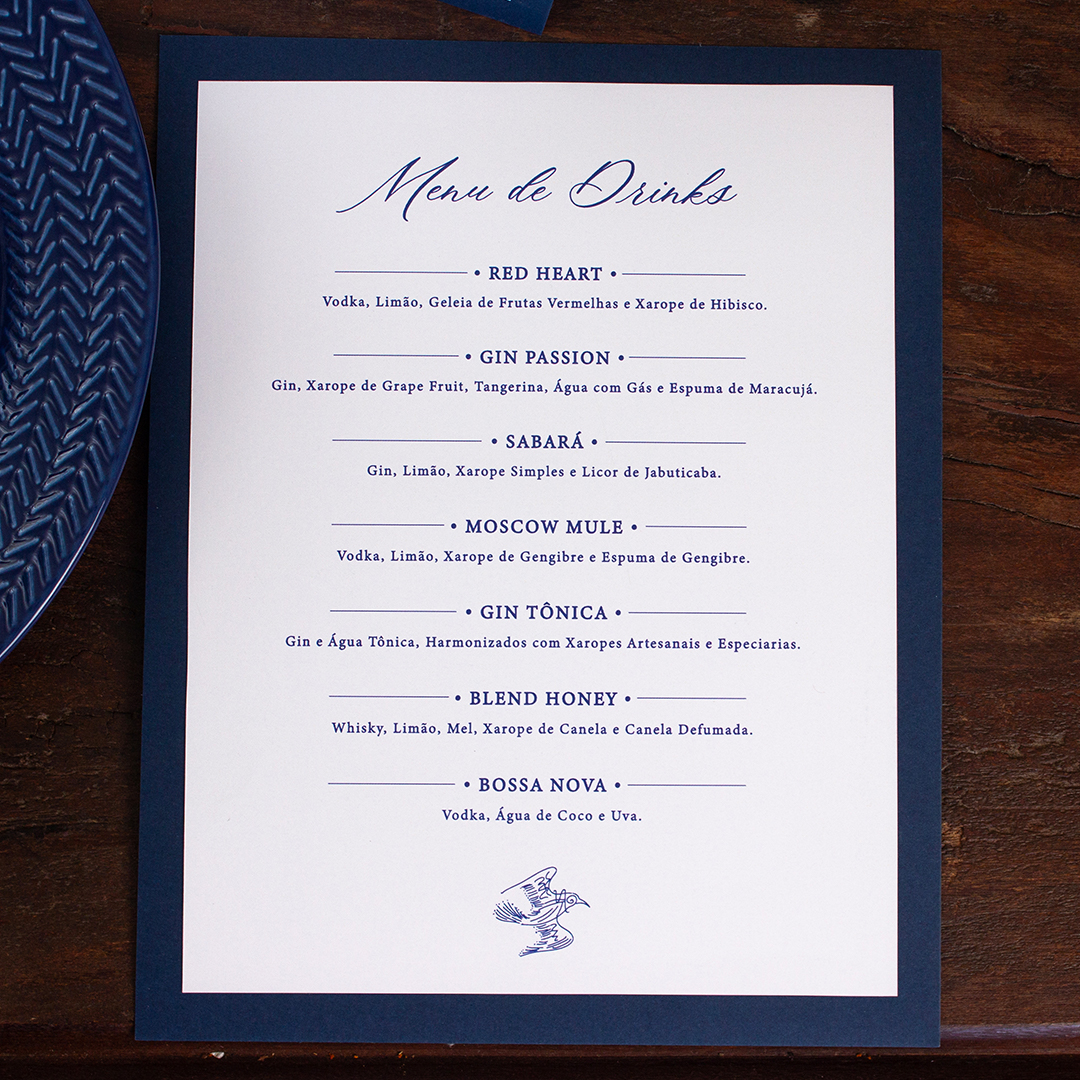 Menu de Drinks
• RED HEART •
Vodka, Limão, Geleia de Frutas Vermelhas e Xarope de Hibisco.
• GIN PASSION •
Gin, Xarope de Grape Fruit, Tangerina, Água com Gás e Espuma de Maracujá.
• SABARÁ •
Gin, Limão, Xarope Simples e Licor de Jabuticaba.
• MOSCOW MULE •
Vodka, Limão, Xarope de Gengibre e Espuma de Gengibre.
• GIN TÔNICA •
Gin e Água Tônica, Harmonizados com Xaropes Artesanais e Especiarias.
• BLEND HONEY •
Whisky, Limão, Mel, Xarope de Canela e Canela Defumada.
• BOSSA NOVA •
Vodka, Água de Coco e Uva.